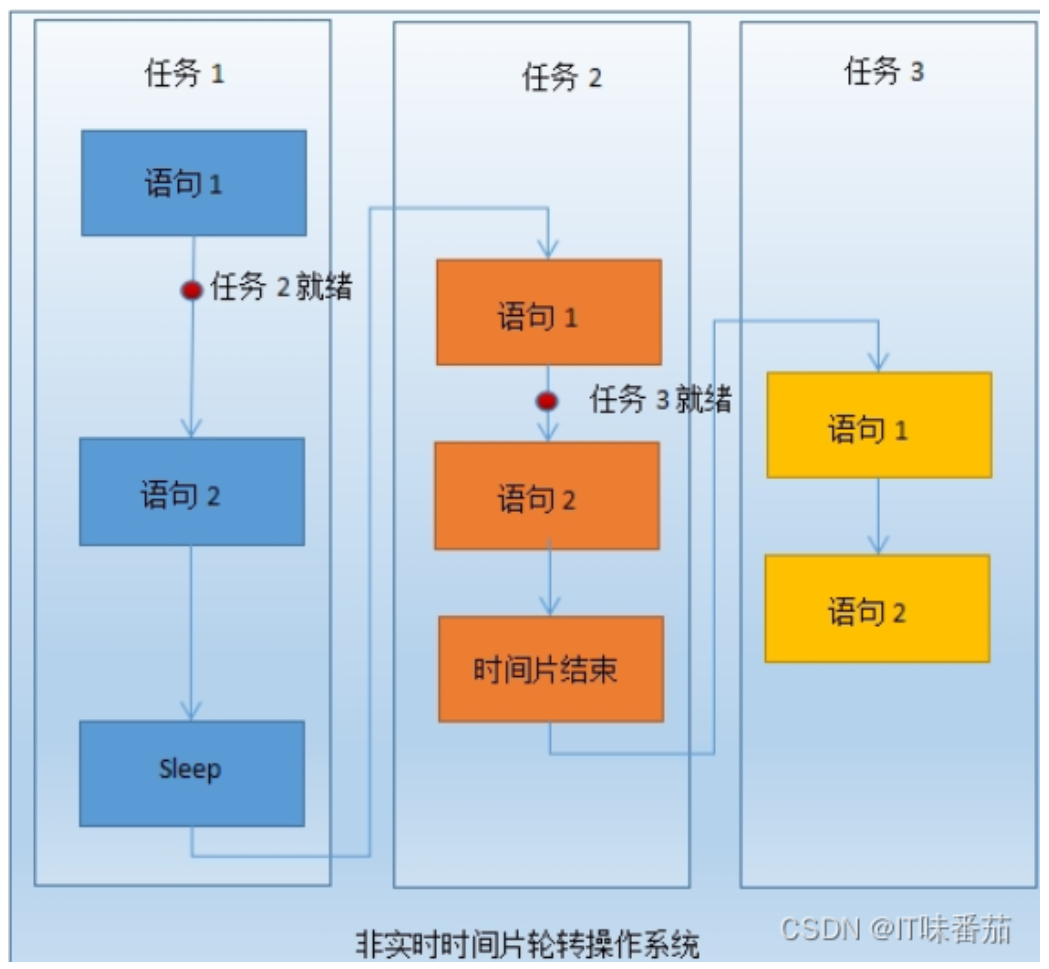 任务 1
语句 1
任务 2 就绪
语句 2
Sleep
任务 2
语句 1
任务 3 就绪
语句 2
时间片结束
任务 3
语句 1
语句 2
非实时时间片轮转操作系统
CSDN @IT味番茄